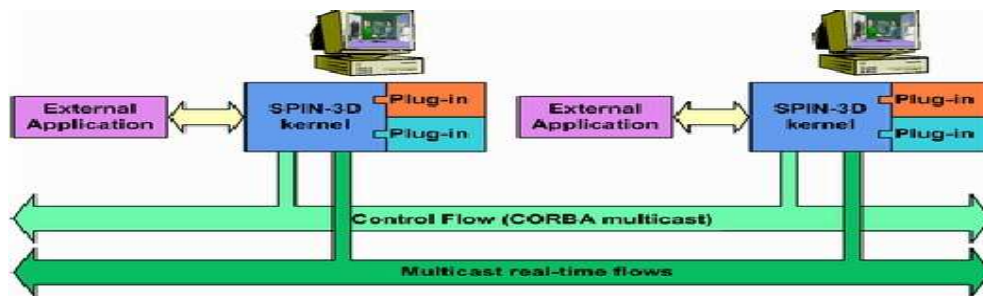 External
Application
SPIN-3D
kernel
Plug-in
Plug-in
External
Application
SPIN-3D
kernel
Plug-in
Plug-in
Control Flow (CORBA multicast)
Multicast real-time flows